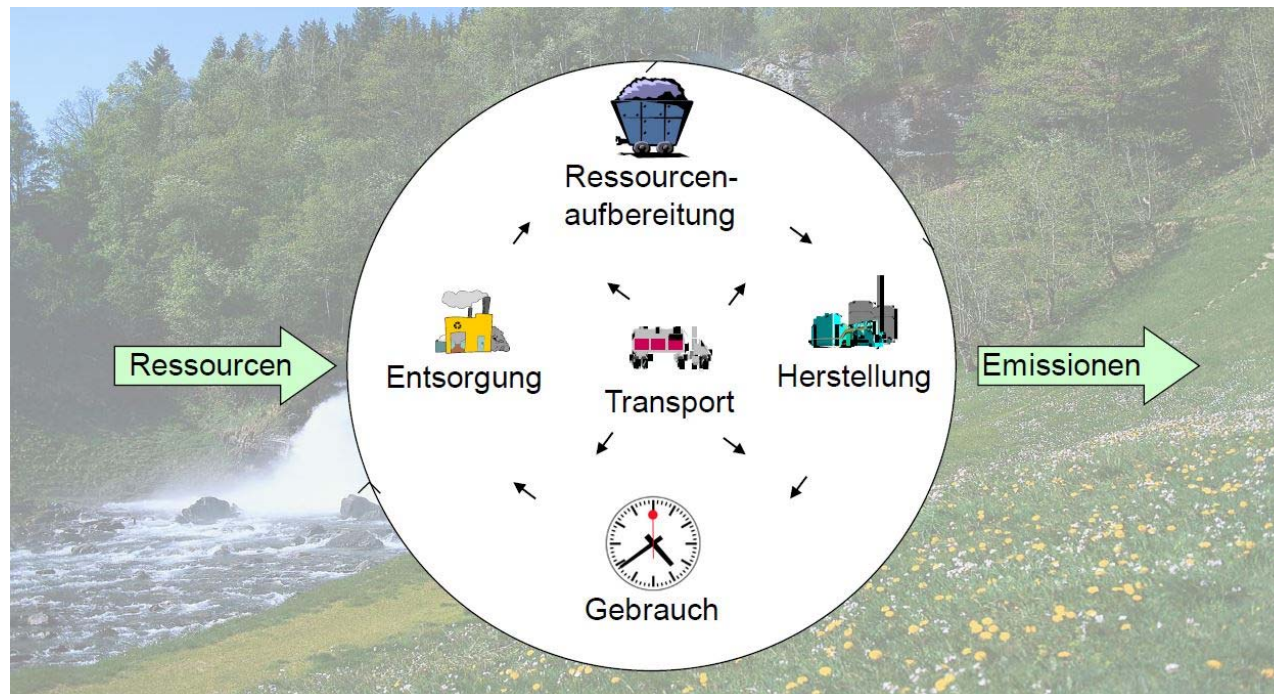 Ressourcen-
aufbereitung
Ressourcen
Entsorgung
Transport
Herstellung
Emissionen
Gebrauch